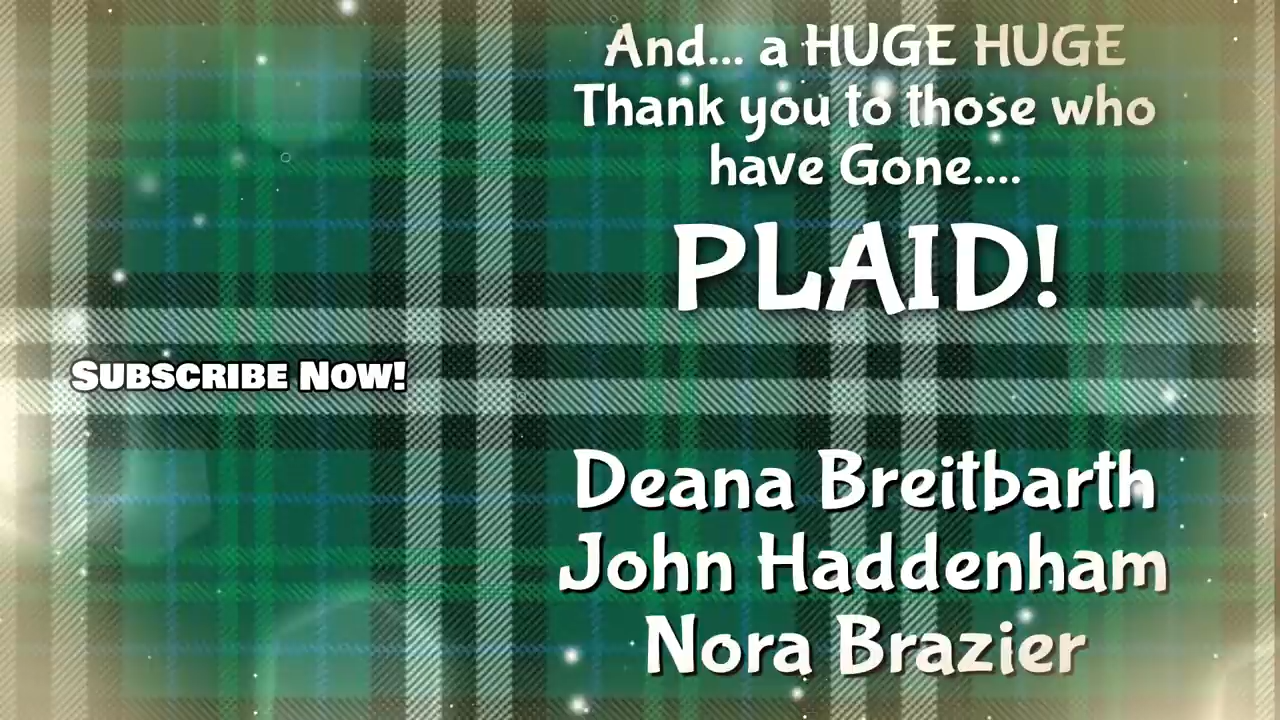 And... a HUGE HUGE
Thank you to those who
have Gone....
PLAID!
Subscribe Now!
Deana Breitbarth
John Haddenham
Nora Brazier